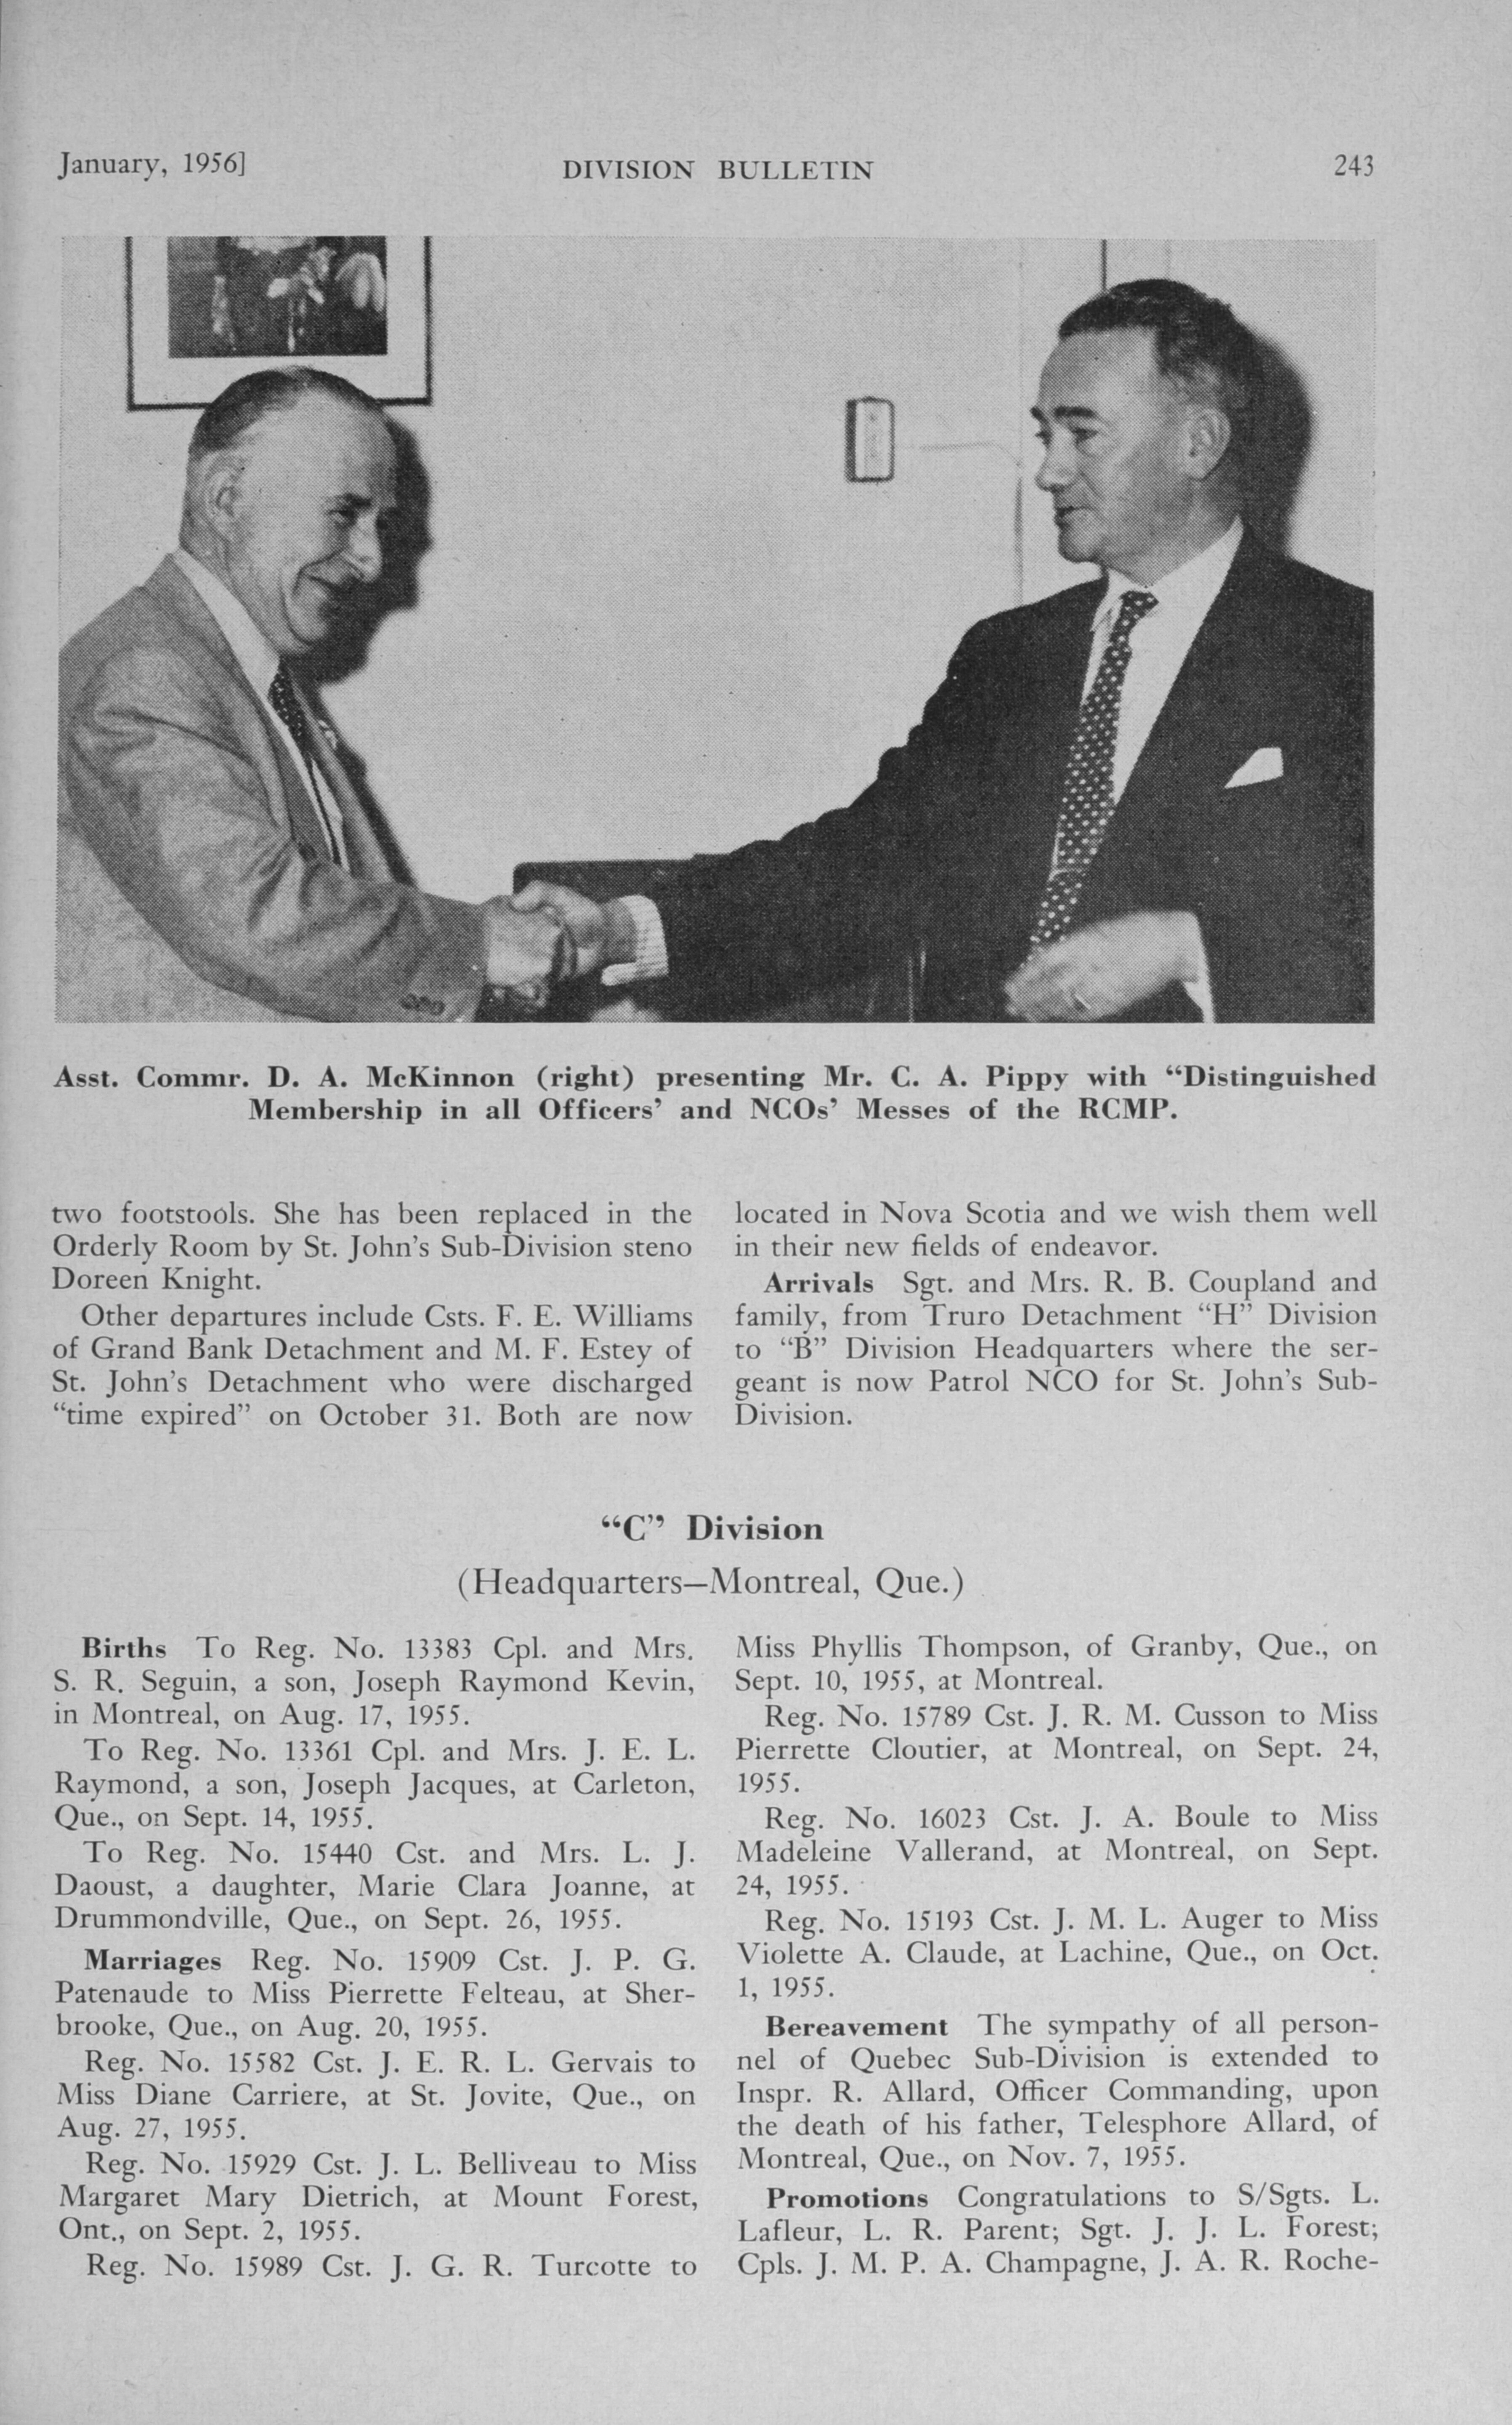 January, 1956]
DIVISION BULLETIN
243
Asst. Commr. D. A. McKinnon (right) presenting Mr. C. A. Pippy with “Distinguished
Membership in all Officers’ and NCOs’ Messes of the RCMP.
two footstools. She has been replaced in the
Orderly Room by St. John’s Sub-Division steno
Doreen Knight.
Other departures include Csts. F. E. Williams
of Grand Bank Detachment and M. F. Estey of
St. John’s Detachment who were discharged
“time expired” on October 31. Both are now
located in Nova Scotia and we wish them well
in their new fields of endeavor.
Arrivals Sgt. and Mrs. R. B. Coupland and
family, from Truro Detachment “H” Division
to “B” Division Headquarters where the ser-
geant is now Patrol NCO for St. John’s Sub-
Division.
“C” Division
(Headquarters—Montreal, Que.)
Births To Reg. No. 13383 Cpl. and Mrs.
S. R. Seguin, a son, Joseph Raymond Kevin,
in Montreal, on Aug. 17, 1955.
To Reg. No. 13361 Cpl. and Mrs. J. E. L.
Raymond, a son, Joseph Jacques, at Carleton,
Que., on Sept. 14, 1955.
To Reg. No. 15440 Cst. and Mrs. L. J.
Daoust, a daughter, Marie Clara Joanne, at
Drummondville, Que., on Sept. 26, 1955.
Marriages Reg. No. 15909 Cst. J. P. G.
Patenaude to Miss Pierrette Felteau, at Sher-
brooke, Que., on Aug. 20, 1955.
Reg. No. 15582 Cst. J. E. R. L. Gervais to
Miss Diane Carriere, at St. Jovite, Que., on
Aug. 27, 1955.
Reg. No. 15929 Cst. J. L. Belliveau to Miss
Margaret Mary Dietrich, at Mount Forest,
Ont., on Sept. 2, 1955.
Reg. No. 15989 Cst. J. G. R. Turcotte to
Miss Phyllis Thompson, of Granby, Que., on
Sept. 10, 1955, at Montreal.
Reg. No. 15789 Cst. J. R. M. Cusson to Miss
Pierrette Cloutier, at Montreal, on Sept. 24,
1955.
Reg. No. 16023 Cst. J. A. Boule to Miss
Madeleine Vallerand, at Montreal, on Sept.
24, 1955.
Reg. No. 15193 Cst. J. M. L. Auger to Miss
Violette A. Claude, at Lachine, Que., on Oct.
1, 1955.
Bereavement The sympathy of all person-
nel of Quebec Sub-Division is extended to
Inspr. R. Allard, Officer Commanding, upon
the death of his father, Telesphore Allard, of
Montreal, Que., on Nov. 7, 1955.
Promotions Congratulations to S/Sgts. L.
Lafleur, L. R. Parent; Sgt. J. J. L. Forest;
Cpls. J. M. P. A. Champagne, J. A. R. Roche-